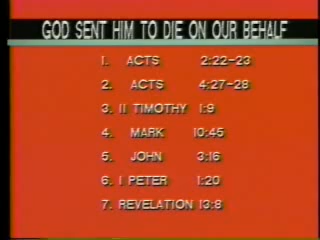 GOD SENT HIM TO DIE ON OUR BEHALF
1. ACTS 2:22-23
2. ACTS 4:27-28
3. II TIMOTHY 1:9
4. MARK 10:45
5. JOHN 3:16
6. I PETER 1:20
7. REVELATION 13:8